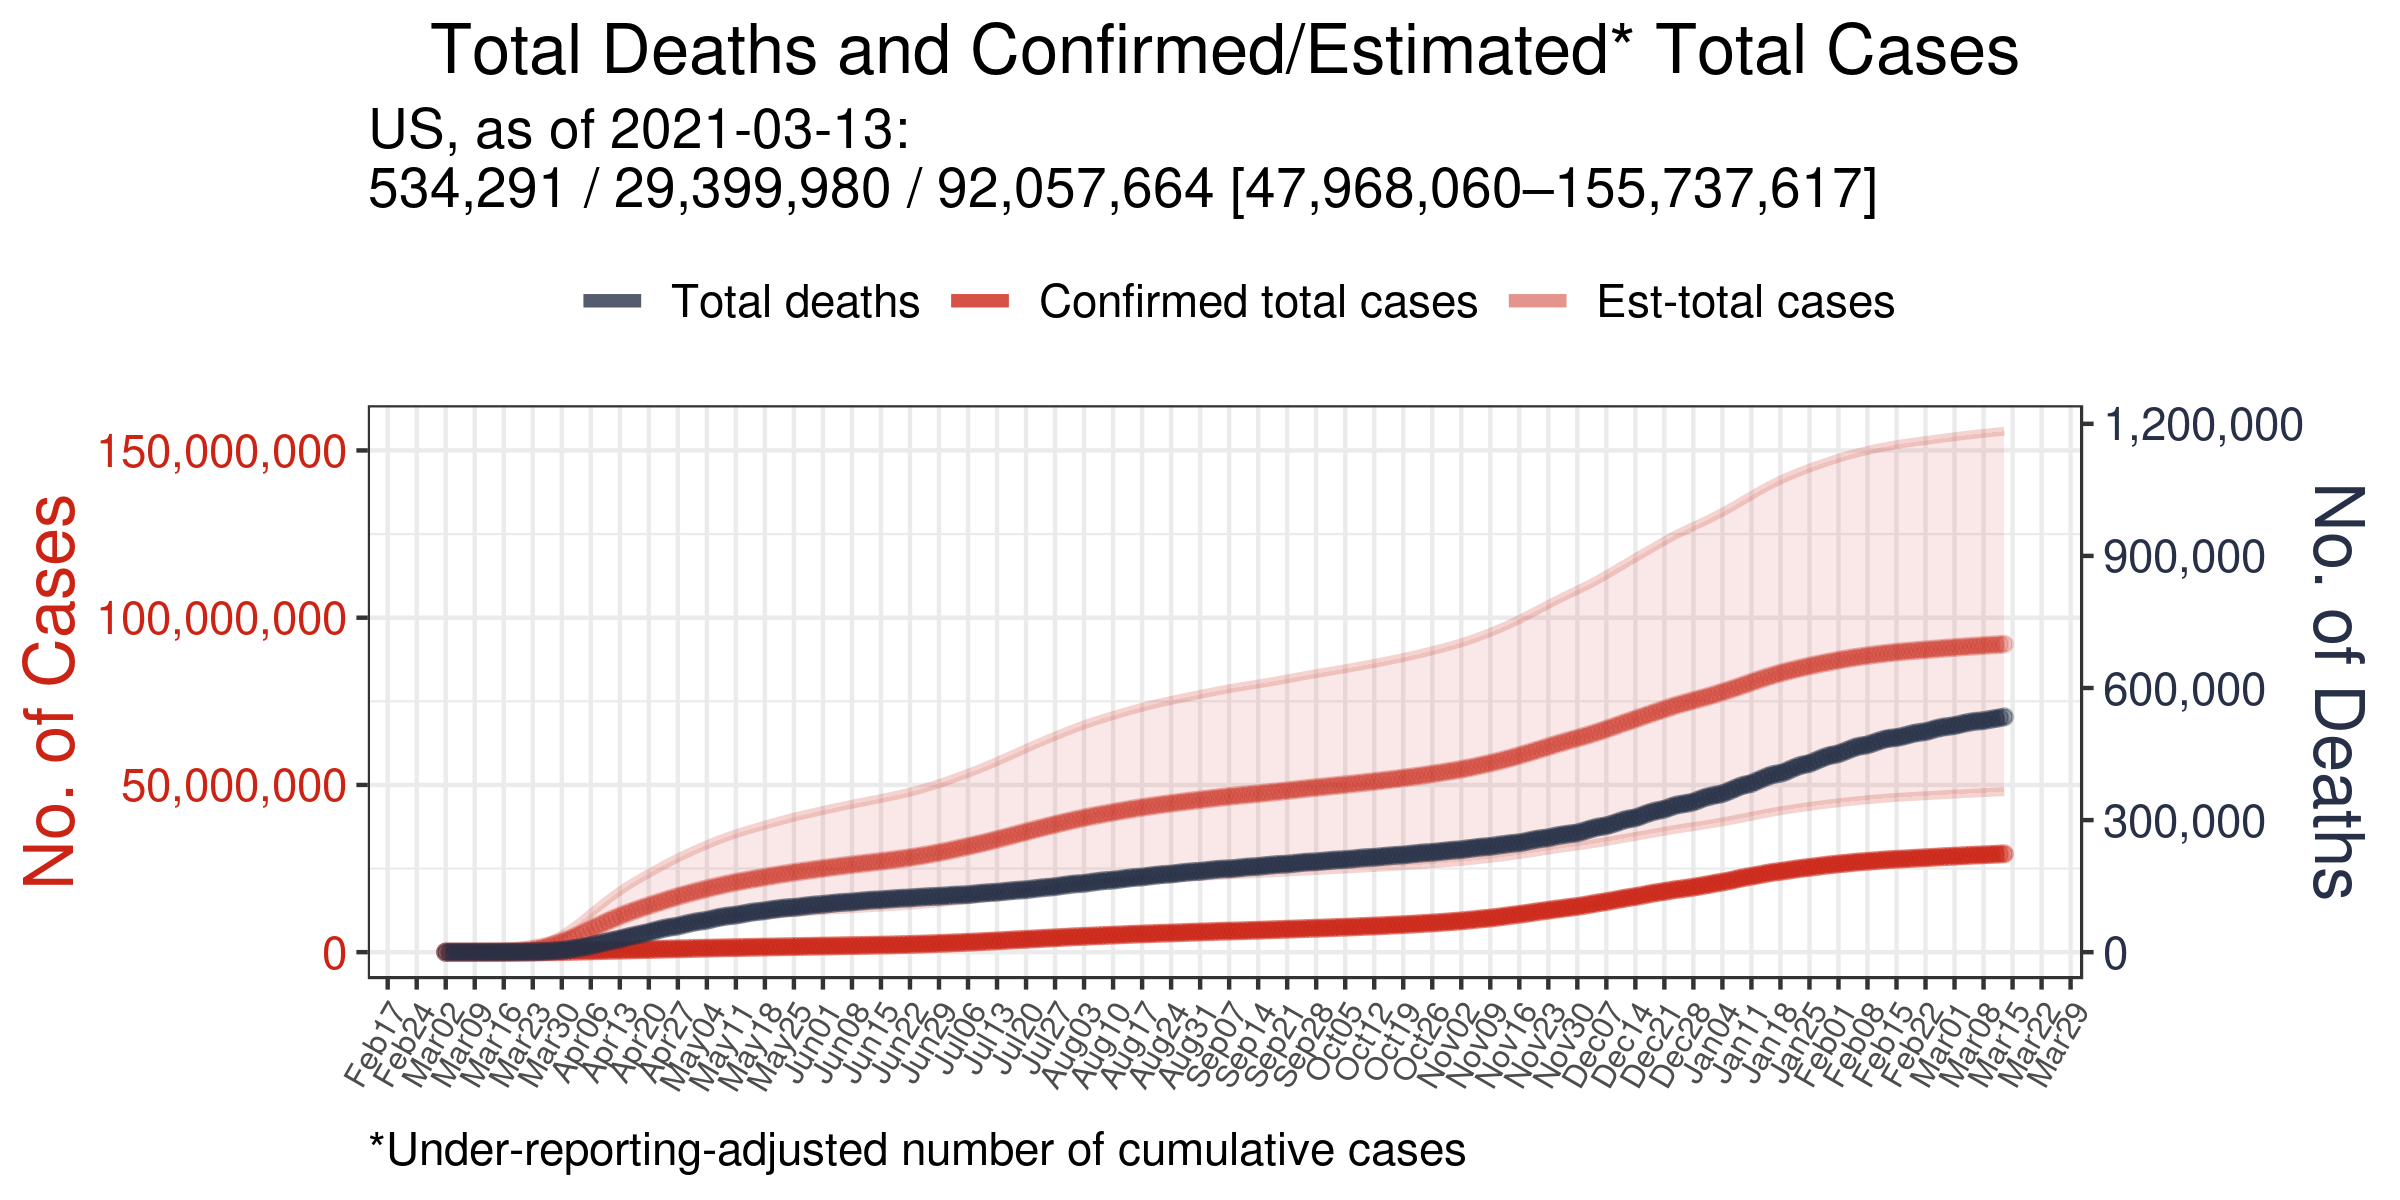 Total Deaths and Confirmed/Estimated* Total Cases
US, as of 2021-03-13:
534,291 / 29,399,980 / 92,057,664 [47,968,060–155,737,617]
Total deaths Confirmed total cases Est-total cases
No. of Cases
150,000,000
100,000,000
50,000,000
0
1,200,000
900,000
600,000
300,000
0
No. of Deaths
Feb17
Feb24
Mar02
Mar09
Mar16
Mar23
Mar30
Apr06
Apr13
Apr20
Apr27
May04
May11
May18
May25
Jun01
Jun08
Jun15
Jun22
Jun29
Jul06
Jul13
Jul20
Jul27
Aug03
Aug10
Aug17
Aug24
Aug31
Sep07
Sep14
Sep21
Sep28
Oct05
Oct12
Oct19
Oct26
Nov02
Nov09
Nov16
Nov23
Nov30
Dec07
Dec14
Dec21
Dec28
Jan04
Jan11
Jan18
Jan25
Feb01
Feb08
Feb15
Feb22
Mar01
Mar08
Mar15
Mar22
Mar29
*Under-reporting-adjusted number of cumulative cases